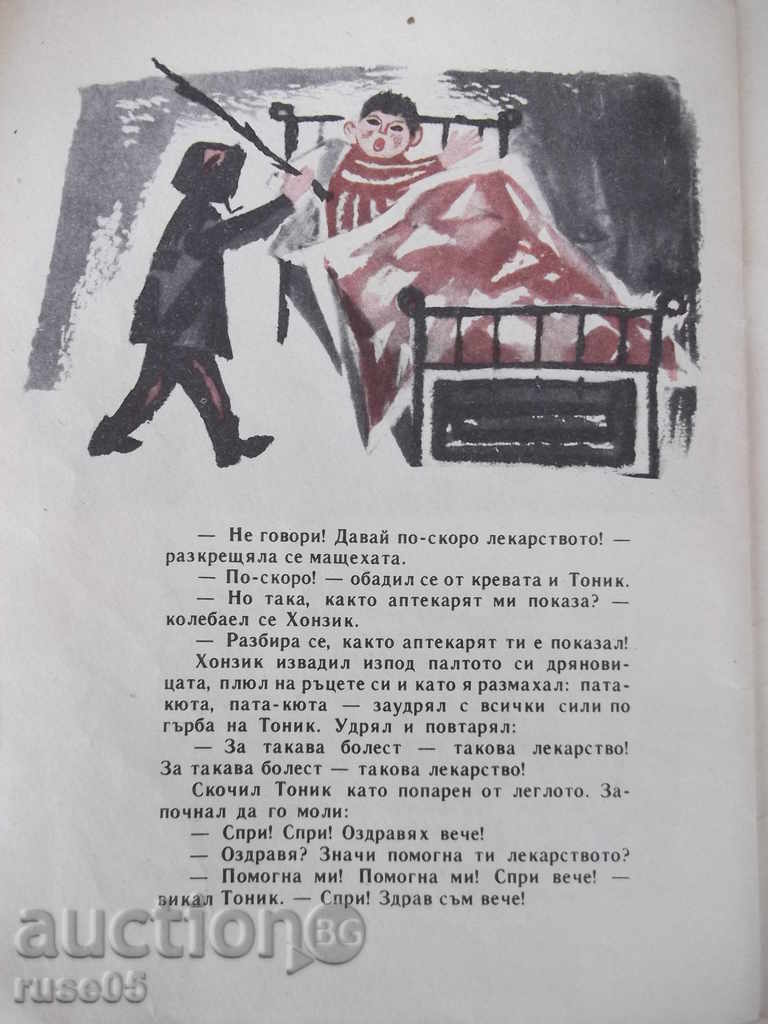 — Не говори! Давай по-скоро лекарството! —
разкрещяла се мащехата.
— По-скоро! — обадил се от кревата и Тоник.
— Но така, както аптекарят ми показа? —
колебаел се Хонзик.
— Разбира се, както аптекарят ти е показал!
Хонзик извадил изпод палтото си дрянови-
цата, плюл на ръцете си и като я размахал: пата-
кюта, пата-кюта — заудрял с всички сили по
гърба на Тоник. Удрял и повтарял:
— За такава болест — такова лекарство!
За такава болест — такова лекарство!
Скочил Тоник като попарен от леглото. За-
почнал да го моли:
— Спри! Спри! Оздравях вече!
— Оздравя? Значи помогна ти лекарството?
— Помогна ми! Помогна ми! Спри вече! —
викал Тоник. — Спри! Здрав съм вече!
auction BG
ruse05